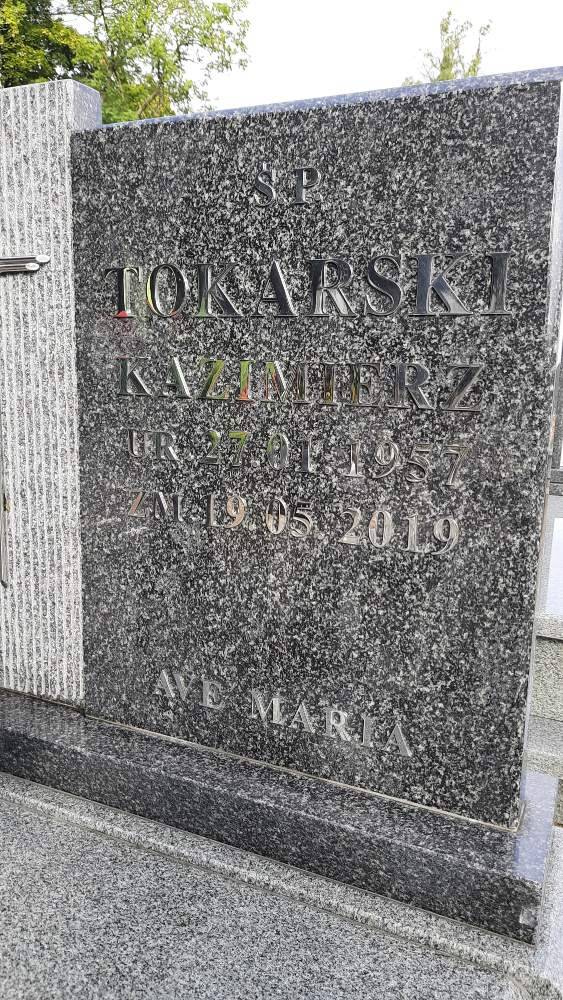 Ś P
TOKARSKI
KAZIMIERZ
UR. 27.01.1957
ZM. 19.05.2019
AVE MARIA